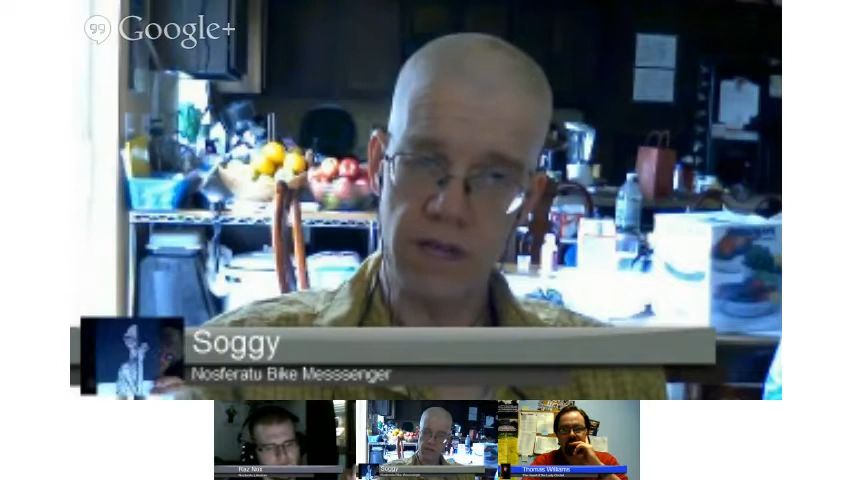 Google+
Soggy
Nosferatu Bike Messsenger
Raz Nox
Soggy
Thomas Williams